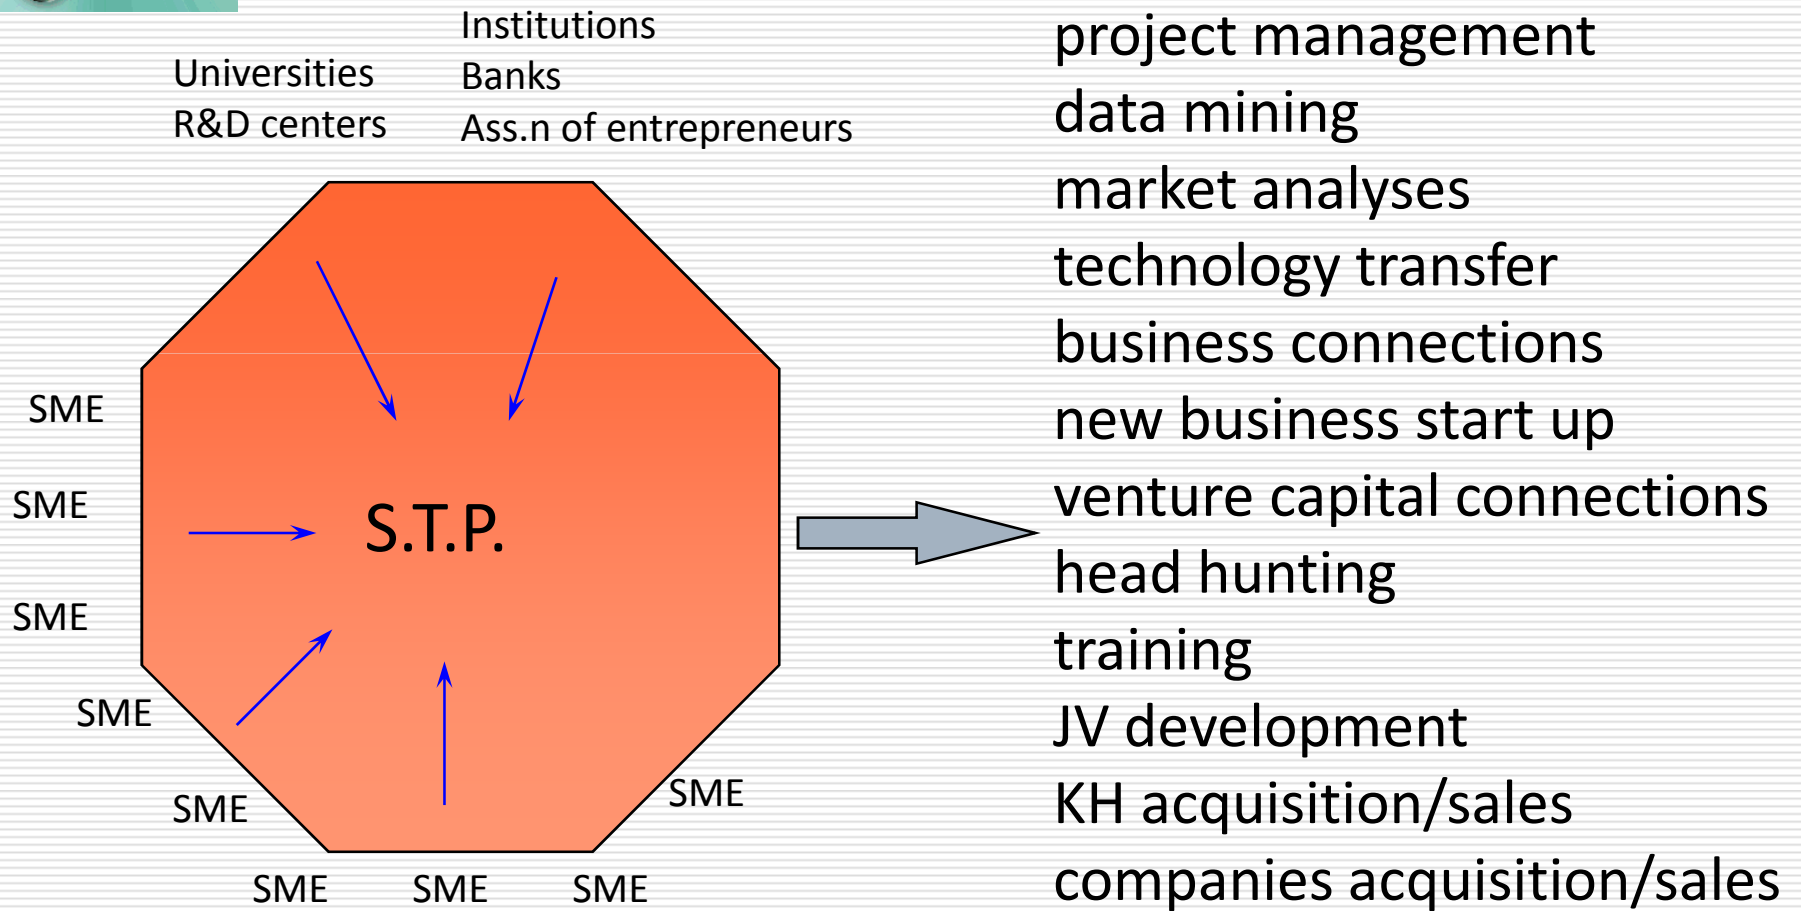 Institutions
Universities
Banks
R&D centers
Ass.n of entrepreneurs
SME
SME
S.T.P.
SME
SME
SME
SME
SME
SME
SME
project management
data mining
market analyses
technology transfer
business connections
new business start up
venture capital connections
head hunting
training
JV development
KH acquisition/sales
companies acquisition/sales